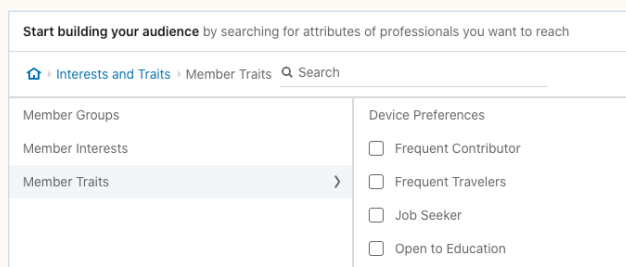 Start building your audience by searching for attributes of professionals you want to reach
Interests and Traits › Member Traits Search
Member Groups
Member Interests
Member Traits
Device Preferences
Frequent Contributor
Frequent Travelers
Job Seeker
Open to Education